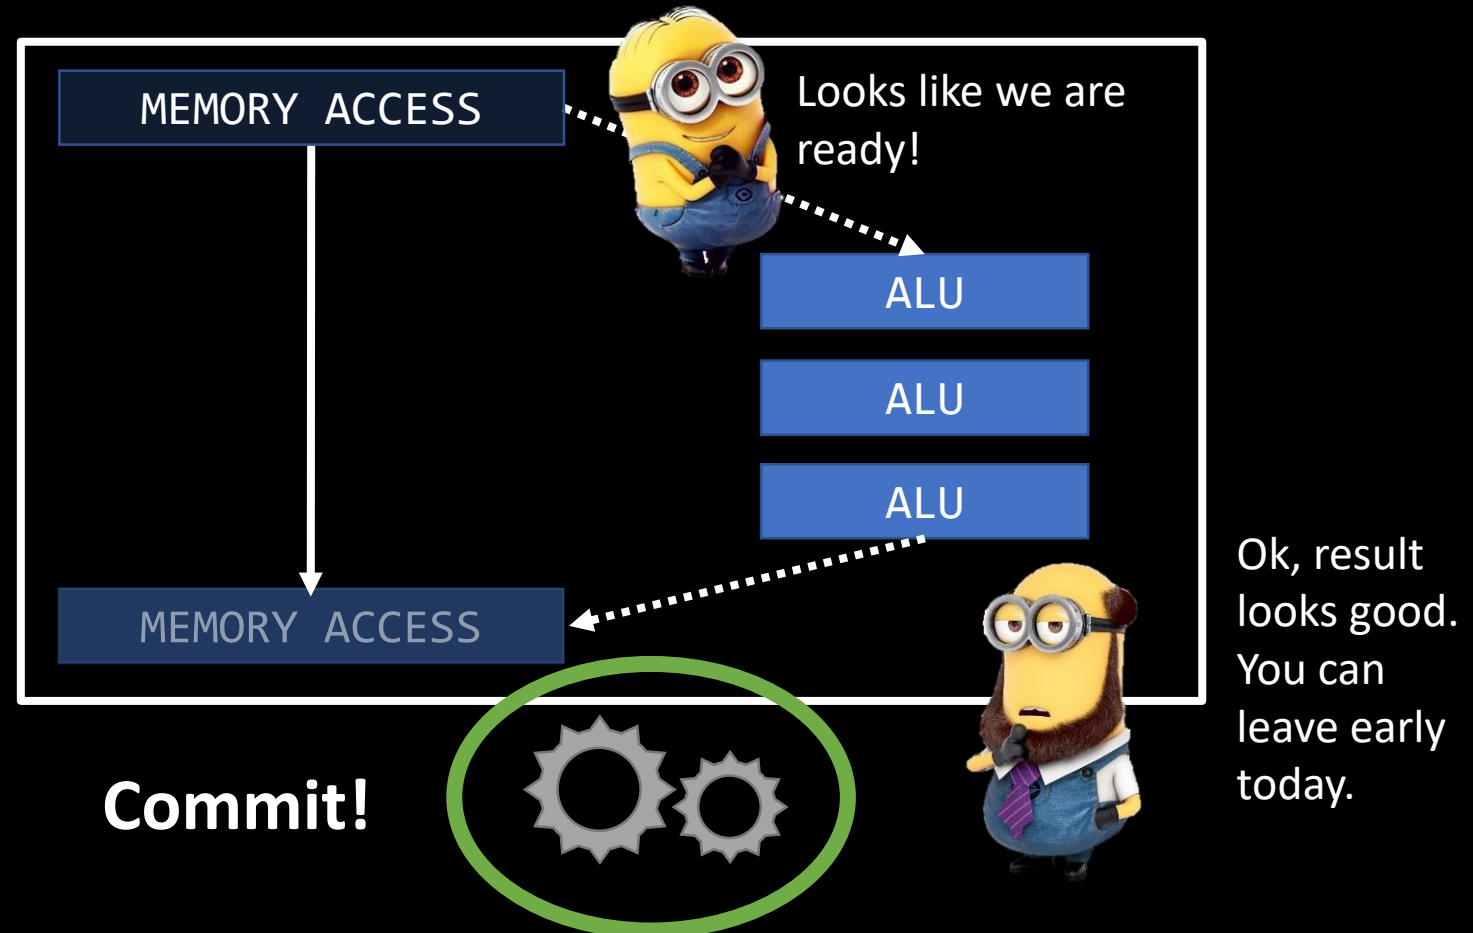 MEMORY ACCESS
Looks like we are
ready!
ALU
ALU
ALU
MEMORY ACCESS
Ok, result
looks good.
You can
leave early
today.
Commit!